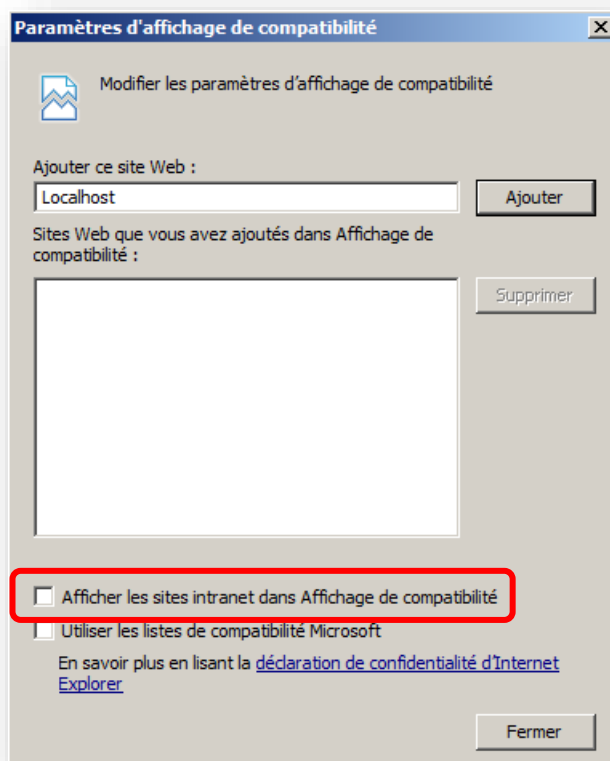 Paramètres d'affichage de compatibilité
Modifier les paramètres d'affichage de compatibilité
Ajouter ce site Web :
Localhost
Ajouter
Sites Web que vous avez ajoutés dans Affichage de
compatibilité :
Supprimer
Afficher les sites intranet dans Affichage de compatibilité
Utiliser les listes de compatibilité Microsoft
En savoir plus en lisant la déclaration de confidentialité d'Internet
Explorer
Fermer